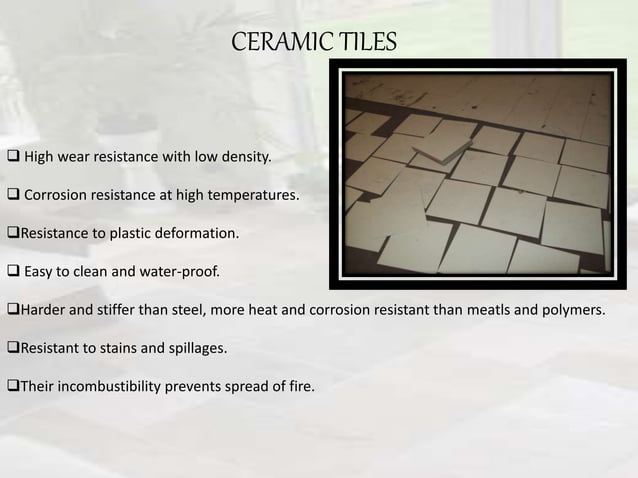 CERAMIC TILES
❑ High wear resistance with low density.
❑ Corrosion resistance at high temperatures.
❑Resistance to plastic deformation.
❑ Easy to clean and water-proof.
❑Harder and stiffer than steel, more heat and corrosion resistant than meatls and polymers.
❑Resistant to stains and spillages.
❑Their incombustibility prevents spread of fire.